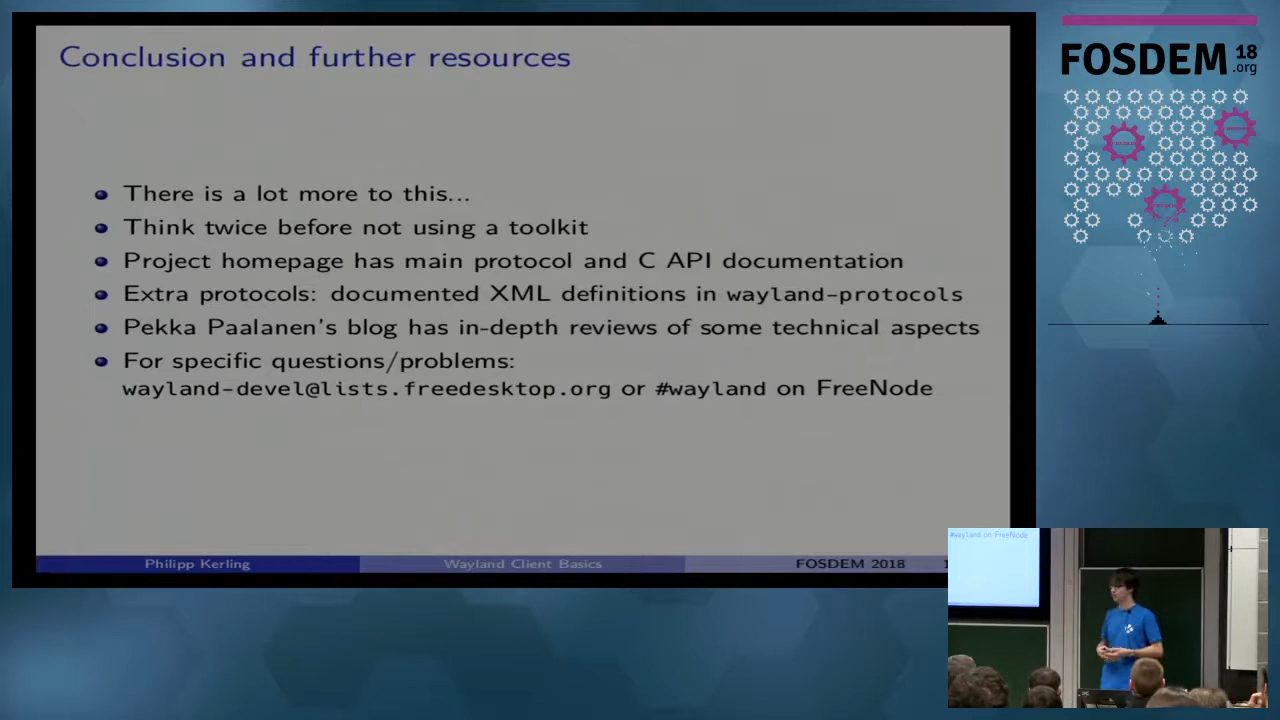 Conclusion and further resources
There is a lot more to this...
Think twice before not using a toolkit
Project homepage has main protocol and C API documentation
Extra protocols: documented XML definitions in wayland-protocols
Pekka Paalanen's blog has in-depth reviews of some technical aspects
For specific questions/problems:
wayland-devel@lists.freedesktop.org or #wayland on FreeNode
Philipp Kerling
Wayland Client Basics
FOSDEM 2018
FOSDEM 18
.org
#wayland on FreeNode